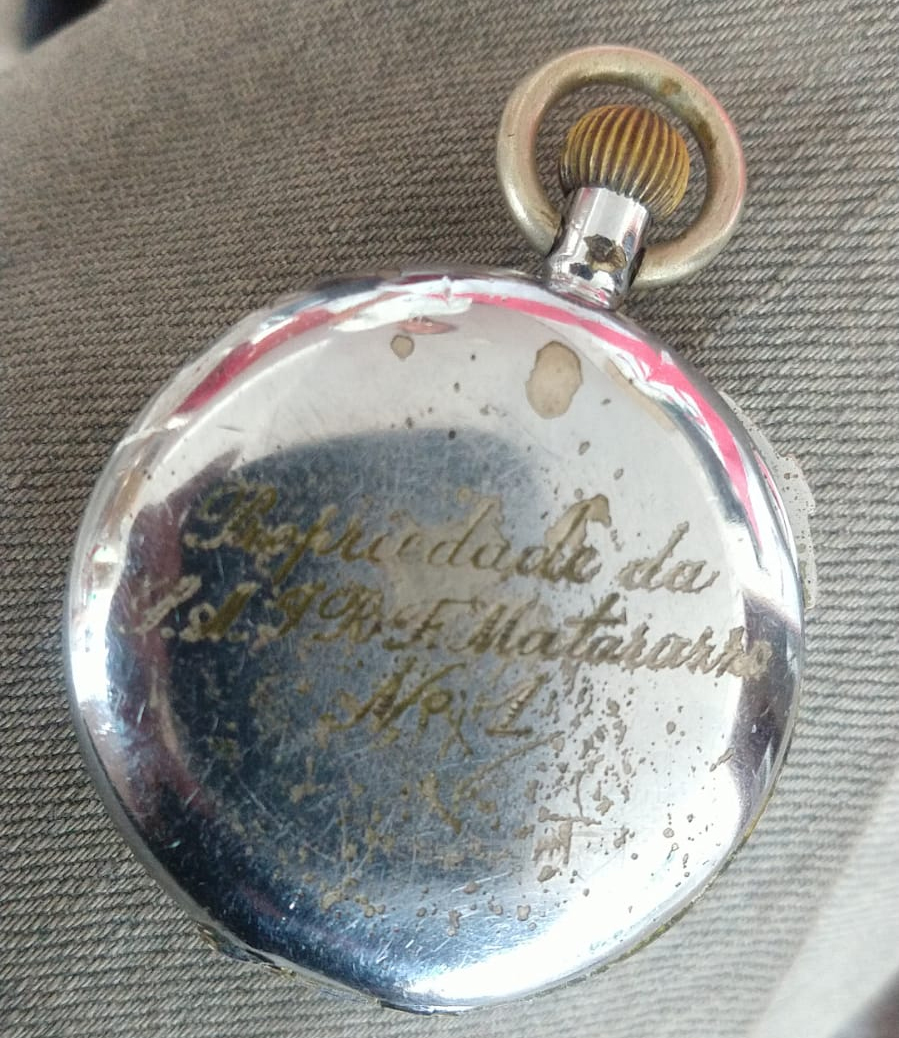 Propriedade da
S.A.I.R.F. Matarazzo
No. 1